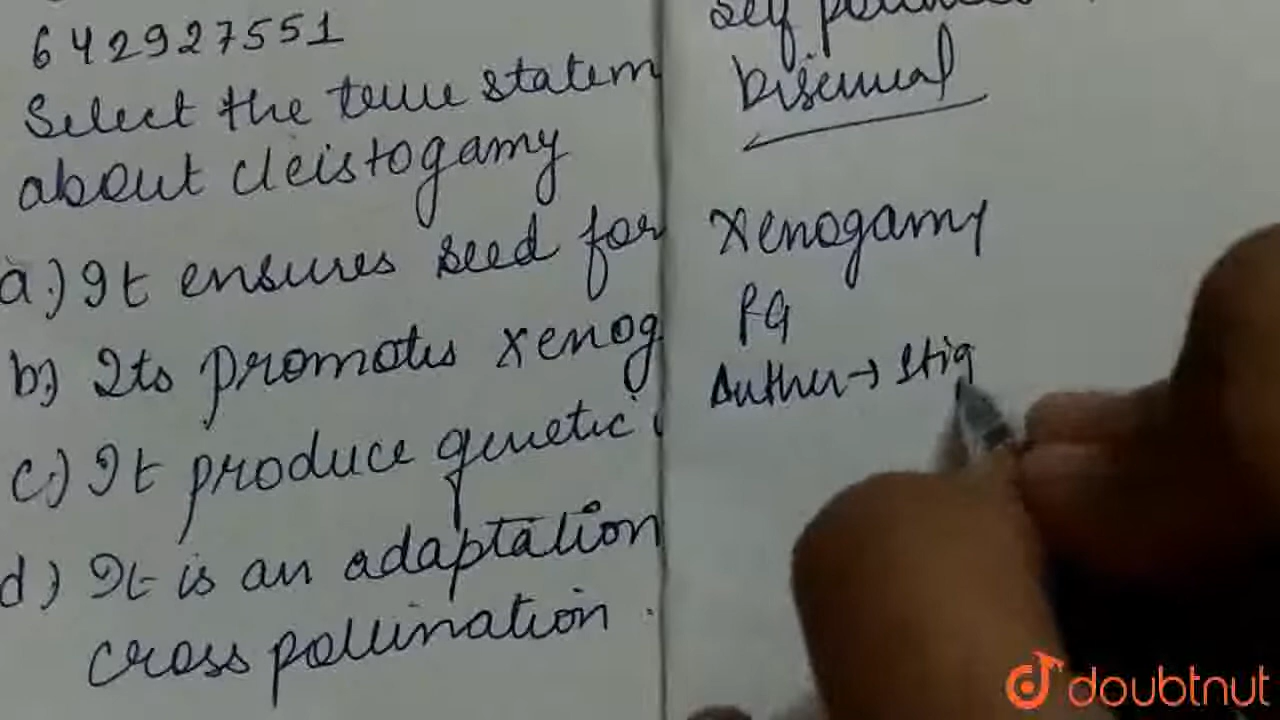 642927551
Select the true statem
about cleistogamy
a.) It ensures seed for
b.) Its promotes xenog
c.) It produce genetic
d.) It is an adaptation
cross pollination.
self
bisexual
Xenogamy
PG
Anther → stig
doubtnut